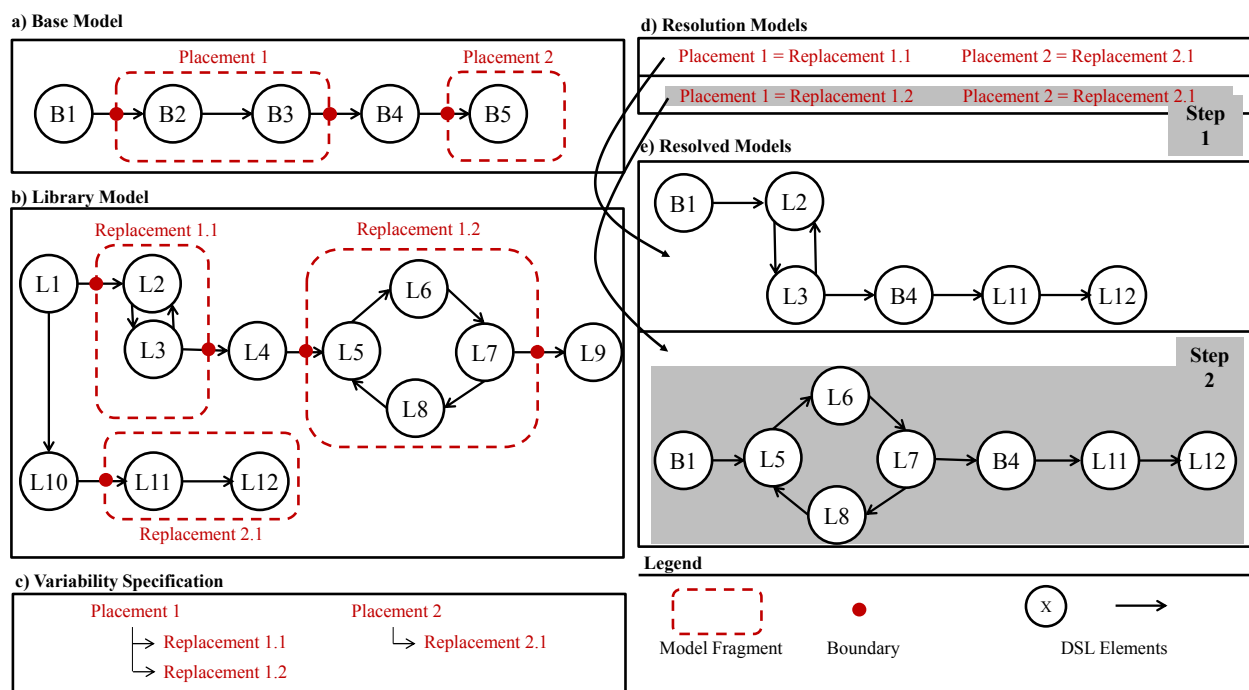 a) Base Model
Placement 1
Placement 2
B1
B2
B3
B4
B5
b) Library Model
Replacement 1.1
Replacement 1.2
L1
L2
L3
L4
L5
L6
L7
L8
L9
L10
L11
L12
Replacement 2.1
c) Variability Specification
Placement 1
Replacement 1.1
Replacement 1.2
Placement 2
Replacement 2.1
d) Resolution Models
Placement 1 = Replacement 1.1 Placement 2 = Replacement 2.1
Placement 1 = Replacement 1.2 Placement 2 = Replacement 2.1
Step
1
e) Resolved Models
B1
L2
L3
B4
L11
L12
Step
2
B1
L5
L6
L7
L8
B4
L11
L12
Legend
X
Model Fragment
Boundary
DSL Elements